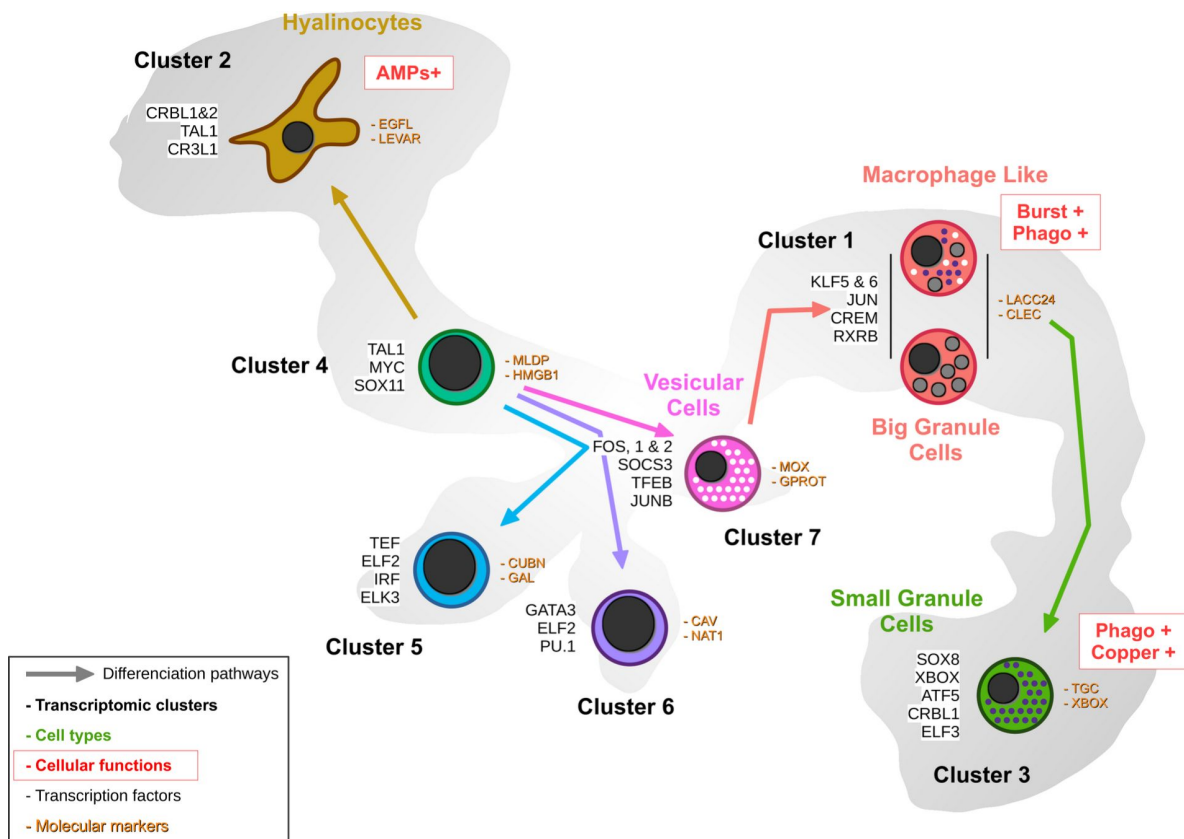 Hyalinocytes
Cluster 2
AMPs+
CRBL1&2
TAL1
CR3L1
- EGFL
- LEVAR
Macrophage Like
Burst +
Phago +
Cluster 1
KLF5 & 6
JUN
CREM
RXRB
- LACC24
- CLEC
Big Granule
Cells
Cluster 4
TAL1
MYC
SOX11
- MLDP
- HMGB1
Vesicular
Cells
FOS, 1 & 2
SOCS3
TFEB
JUNB
- MOX
- GPROT
Cluster 7
TEF
ELF2
IRF
ELK3
- CUBN
- GAL
Cluster 5
GATA3
ELF2
PU.1
- CAV
- NAT1
Cluster 6
Small Granule
Cells
Phago +
Copper +
SOX8
XBOX
ATF5
CRBL1
ELF3
- TGC
- XBOX
Cluster 3
Differenciation pathways
- Transcriptomic clusters
- Cell types
- Cellular functions
- Transcription factors
- Molecular markers